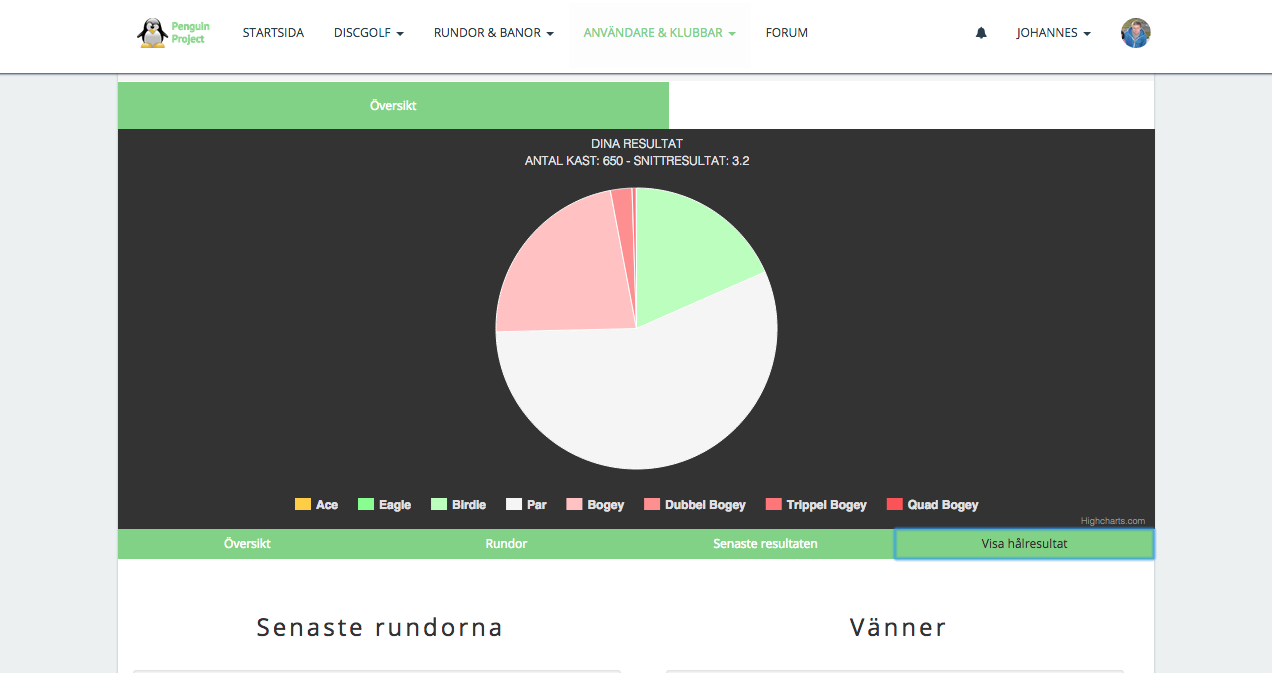 Penguin
Project
STARTSIDA
DISCGOLF
RUNDOR & BANOR
ANVÄNDARE & KLUBBAR
FORUM
JOHANNES
Översikt
DINA RESULTAT
ANTAL KAST: 650 - SNITTRESULTAT: 3.2
Ace Eagle Birdie Par Bogey Dubbel Bogey Trippel Bogey Quad Bogey
Highcharts.com
Översikt
Rundor
Senaste resultaten
Visa hålresultat
Senaste rundorna
Vänner